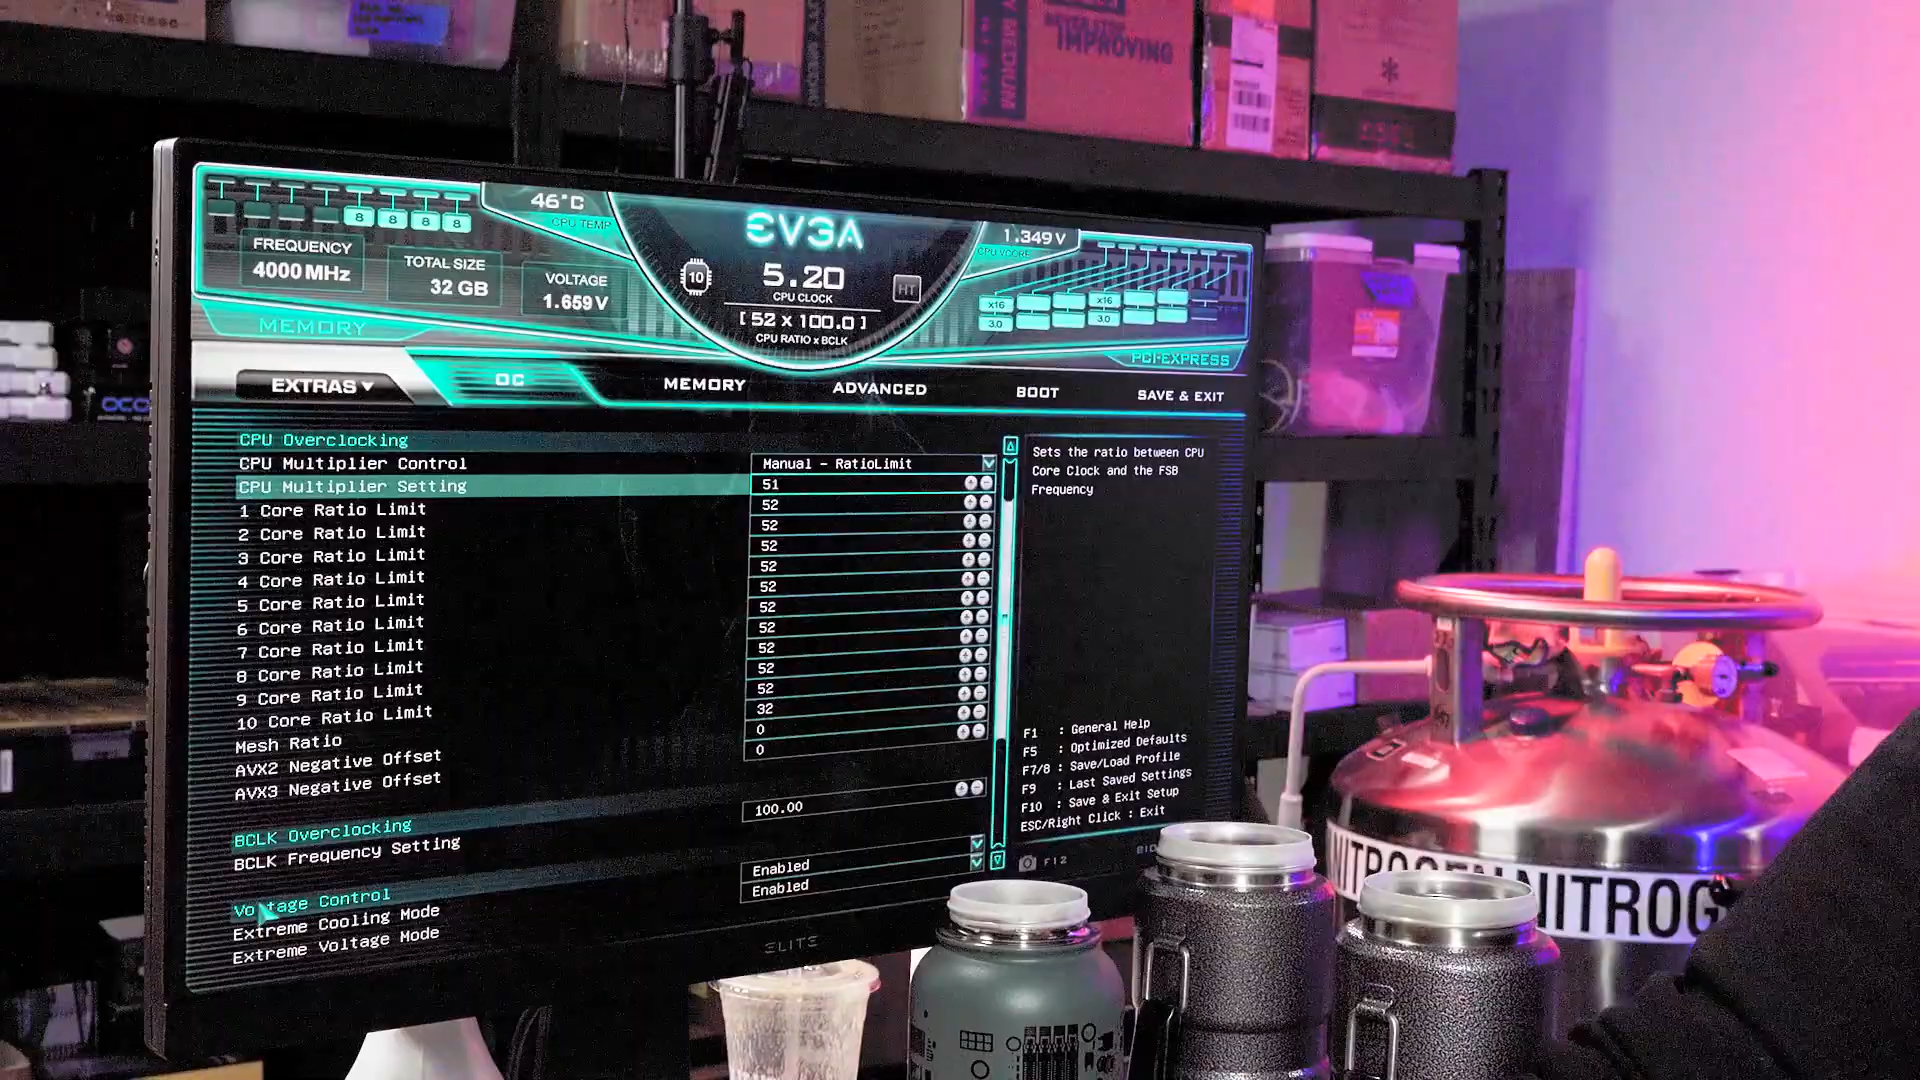 NEVER STOP
IMPROVING
MEDIUM
8 8 8 8
46°C
CPU TEMP
EVGA
1.349 V
CPU VCORE
FREQUENCY
4000 MHz
TOTAL SIZE
32 GB
VOLTAGE
1.659 V
10
5.20
CPU CLOCK
HT
[ 52 x 100.0 ]
CPU RATIO x BCLK
x16
3.0
x16
3.0
MEMORY
PCI-EXPRESS
EXTRAS
OC
MEMORY
ADVANCED
BOOT
SAVE & EXIT
CPU Overclocking
CPU Multiplier Control
Manual - RatioLimit
CPU Multiplier Setting
51
1 Core Ratio Limit
52
2 Core Ratio Limit
52
3 Core Ratio Limit
52
4 Core Ratio Limit
52
5 Core Ratio Limit
52
6 Core Ratio Limit
52
7 Core Ratio Limit
52
8 Core Ratio Limit
52
9 Core Ratio Limit
52
10 Core Ratio Limit
52
Mesh Ratio
32
AVX2 Negative Offset
0
AVX3 Negative Offset
0
BCLK Overclocking
BCLK Frequency Setting
100.00
Voltage Control
Extreme Cooling Mode
Enabled
Extreme Voltage Mode
Enabled
Sets the ratio between CPU
Core Clock and the FSB
Frequency
F1 : General Help
F5 : Optimized Defaults
F7/8 : Save/Load Profile
F9 : Last Saved Settings
F10 : Save & Exit Setup
ESC/Right Click : Exit
F12
ELITE
NITROGEN NITROG